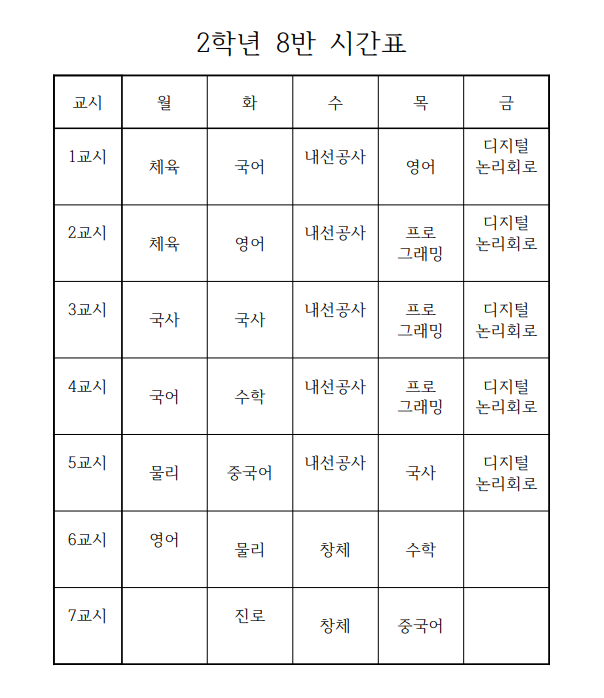 2학년 8반 시간표
교시 월 화 수 목 금
1교시 체육 국어 내선공사 영어 디지털
논리회로
2교시 체육 영어 내선공사 프로
그래밍 디지털
논리회로
3교시 국사 국사 내선공사 프로
그래밍 디지털
논리회로
4교시 국어 수학 내선공사 프로
그래밍 디지털
논리회로
5교시 물리 중국어 내선공사 국사 디지털
논리회로
6교시 영어 물리 창체 수학
7교시 진로 창체 중국어